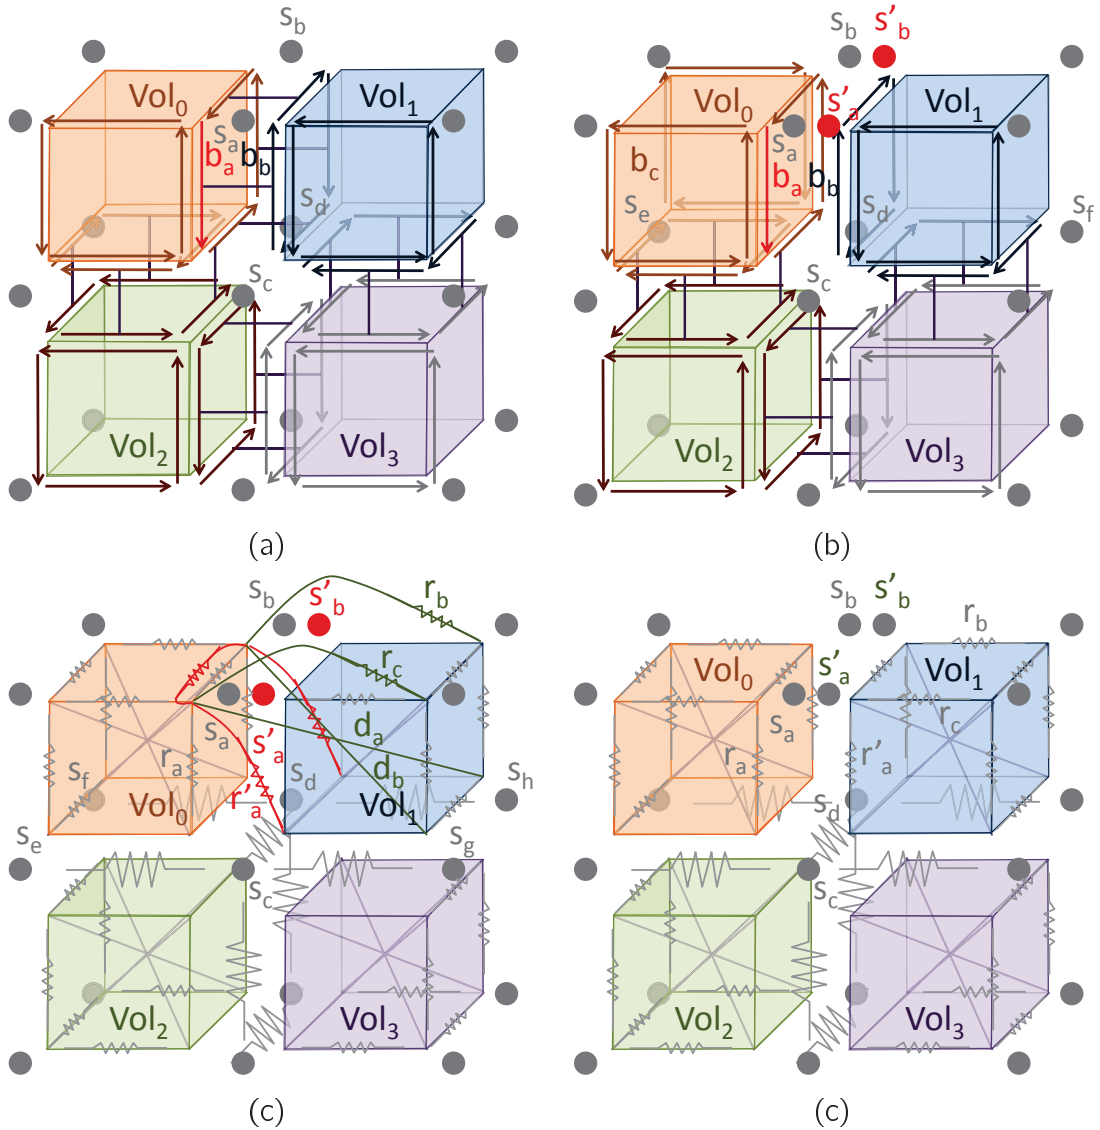 s_b
Vol_0
Vol_1
s_a
b_a
b_b
s_d
s_c
Vol_2
Vol_3
(a)
s_b
s'_b
Vol_0
Vol_1
s'_a
s_a
b_c
b_a
b_b
s_e
s_d
s_f
s_c
Vol_2
Vol_3
(b)
s_b
s'_b
r_b
r_c
s_a
s'_a
d_a
r_a
s_f
s_d
d_b
s_h
r'_a
Vol_0
Vol_1
s_e
s_g
s_c
Vol_2
Vol_3
(c)
s_b
s'_b
r_b
Vol_0
s'_a
Vol_1
s_a
r_c
r_a
r'_a
s_d
s_c
Vol_2
Vol_3
(c)